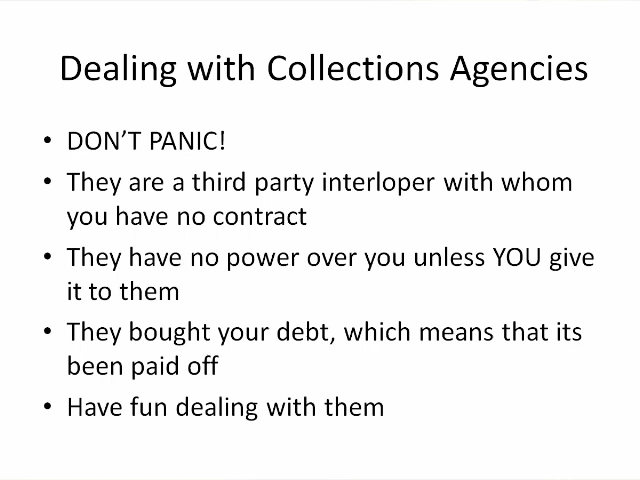 Dealing with Collections Agencies
• DON'T PANIC!
• They are a third party interloper with whom
you have no contract
• They have no power over you unless YOU give
it to them
• They bought your debt, which means that its
been paid off
• Have fun dealing with them